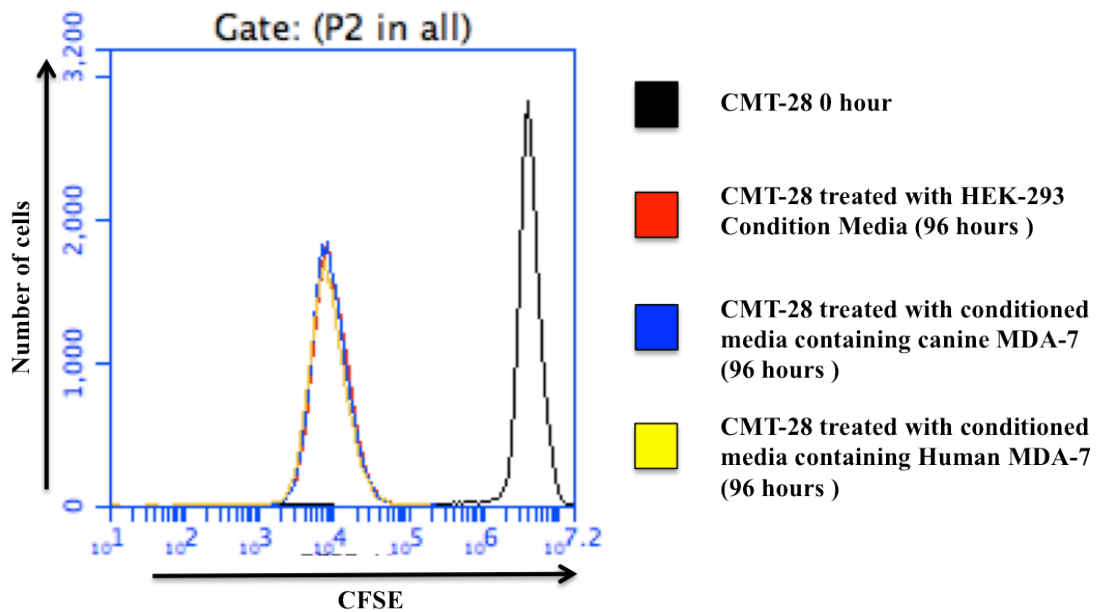 Gate: (P2 in all)
3,200
2,000
1,000
0
Number of cells
10^1 10^2 10^3 10^4 10^5 10^6 10^7.2
CFSE
CMT-28 0 hour
CMT-28 treated with HEK-293
Condition Media (96 hours )
CMT-28 treated with conditioned
media containing canine MDA-7
(96 hours )
CMT-28 treated with conditioned
media containing Human MDA-7
(96 hours )